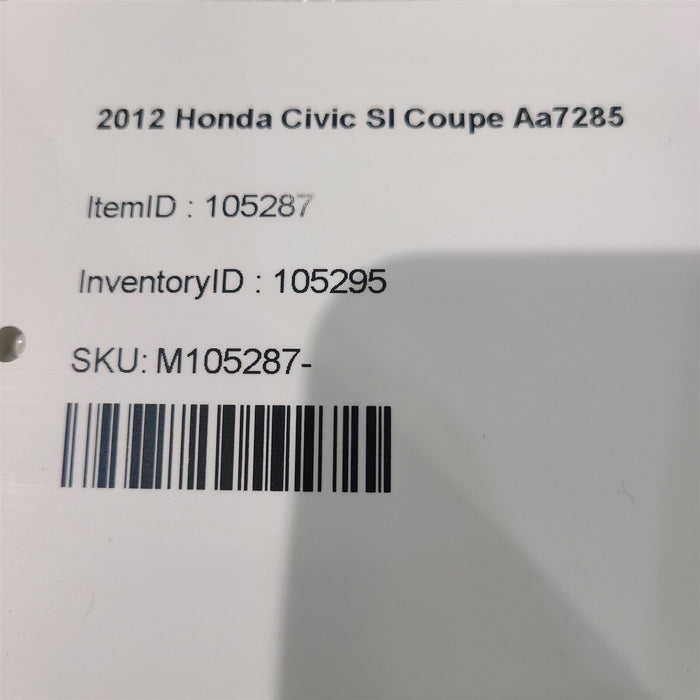 2012 Honda Civic SI Coupe Aa7285
ItemID : 105287
InventoryID : 105295
SKU: M105287-